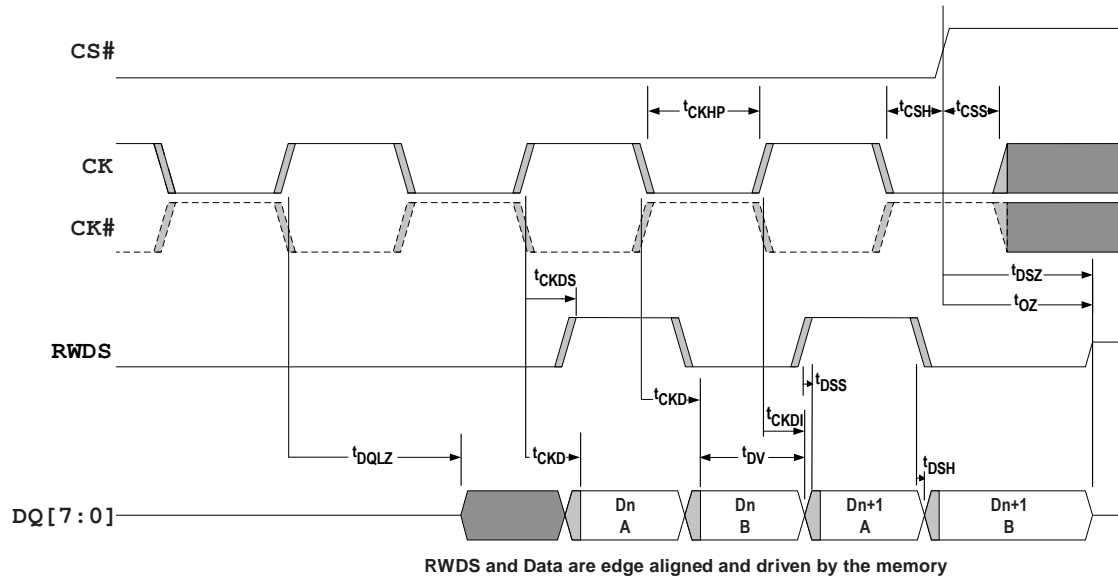 CS#
tCKHP
tCSH
tCSS
CK
CK#
tCKDS
tDSZ
tOZ
RWDS
tDSS
tCKD
tCKDI
tDQLZ
tCKD
tDV
tDSH
DQ[7:0]
Dn
A
Dn
B
Dn+1
A
Dn+1
B
RWDS and Data are edge aligned and driven by the memory